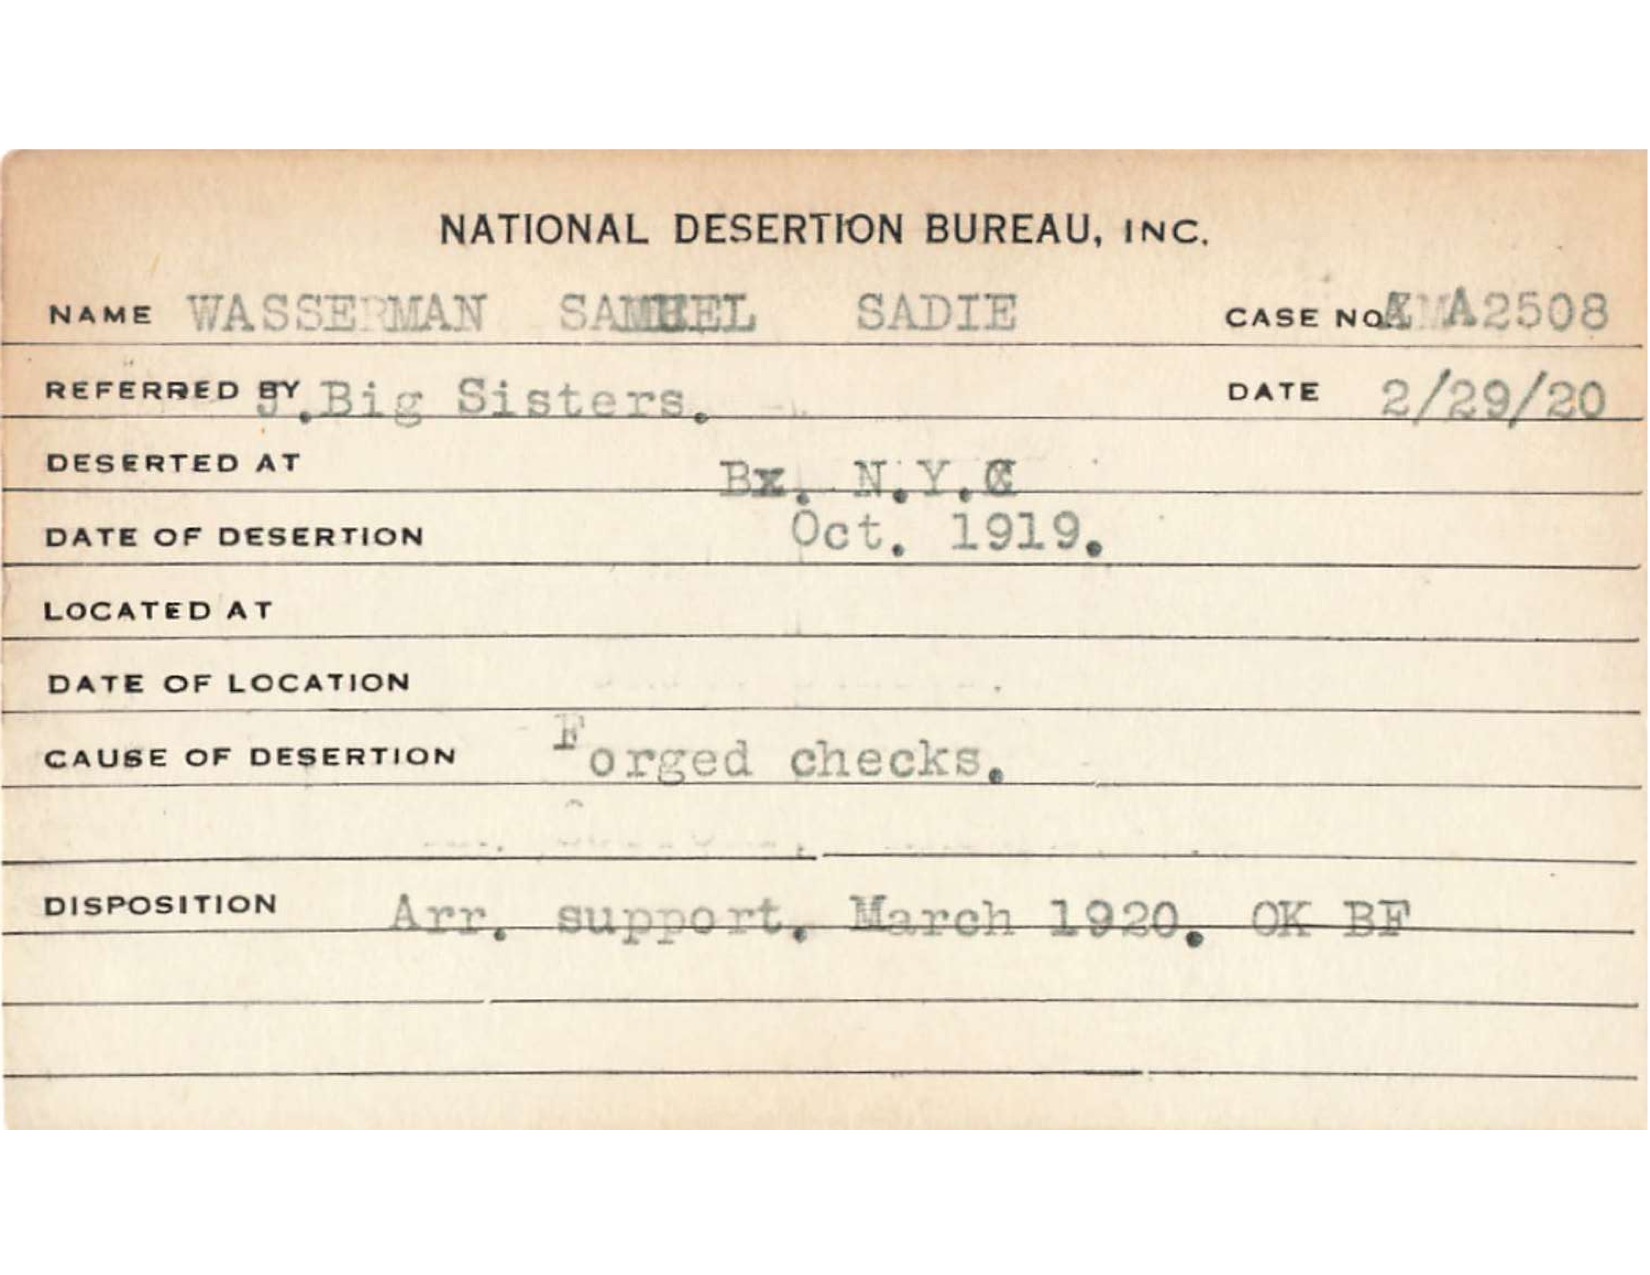 NATIONAL DESERTION BUREAU, INC.
NAME WASSERMAN SAMUEL SADIE CASE NO. A2508
REFERRED BY J.Big Sisters. DATE 2/29/20
DESERTED AT Bx. N.Y.C
DATE OF DESERTION Oct. 1919.
LOCATED AT
DATE OF LOCATION
CAUSE OF DESERTION Forged checks.
DISPOSITION Arr. support. March 1920. OK BF